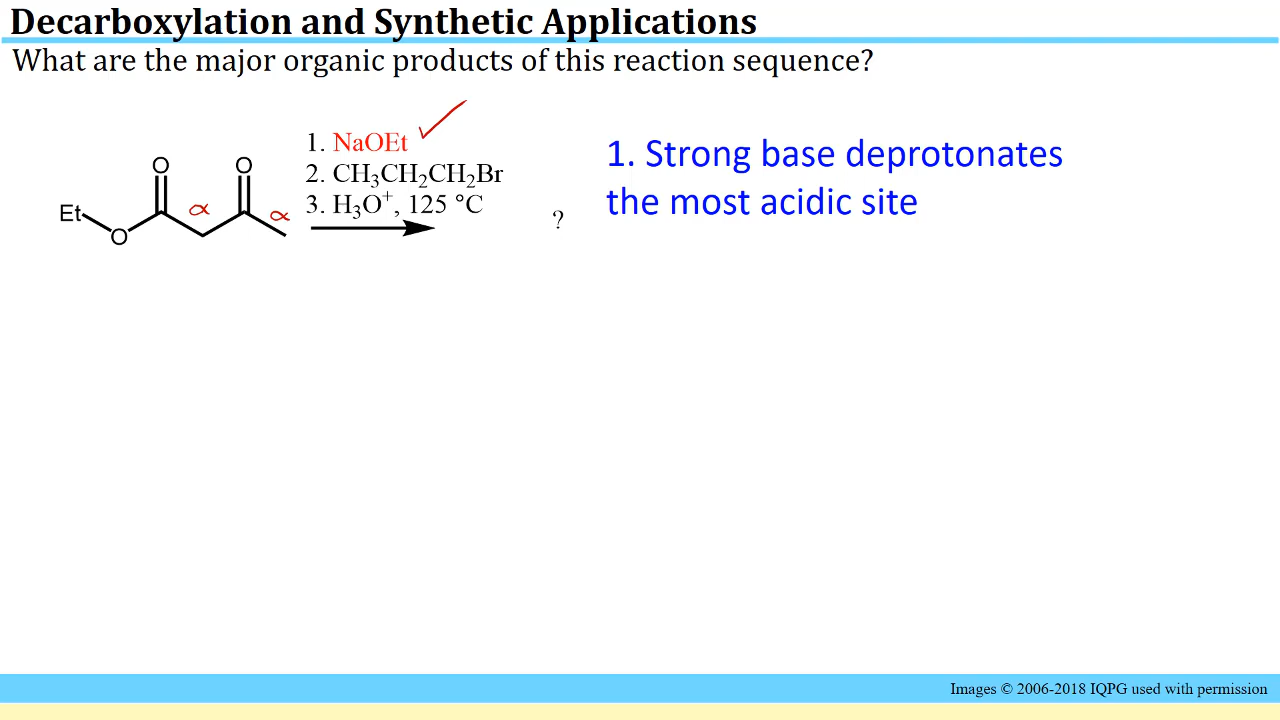 Decarboxylation and Synthetic Applications
What are the major organic products of this reaction sequence?
1. NaOEt
2. CH₃CH₂CH₂Br
3. H₃O⁺, 125 °C
O O
α α
Et
O
?
1. Strong base deprotonates
the most acidic site
Images © 2006-2018 IQPG used with permission